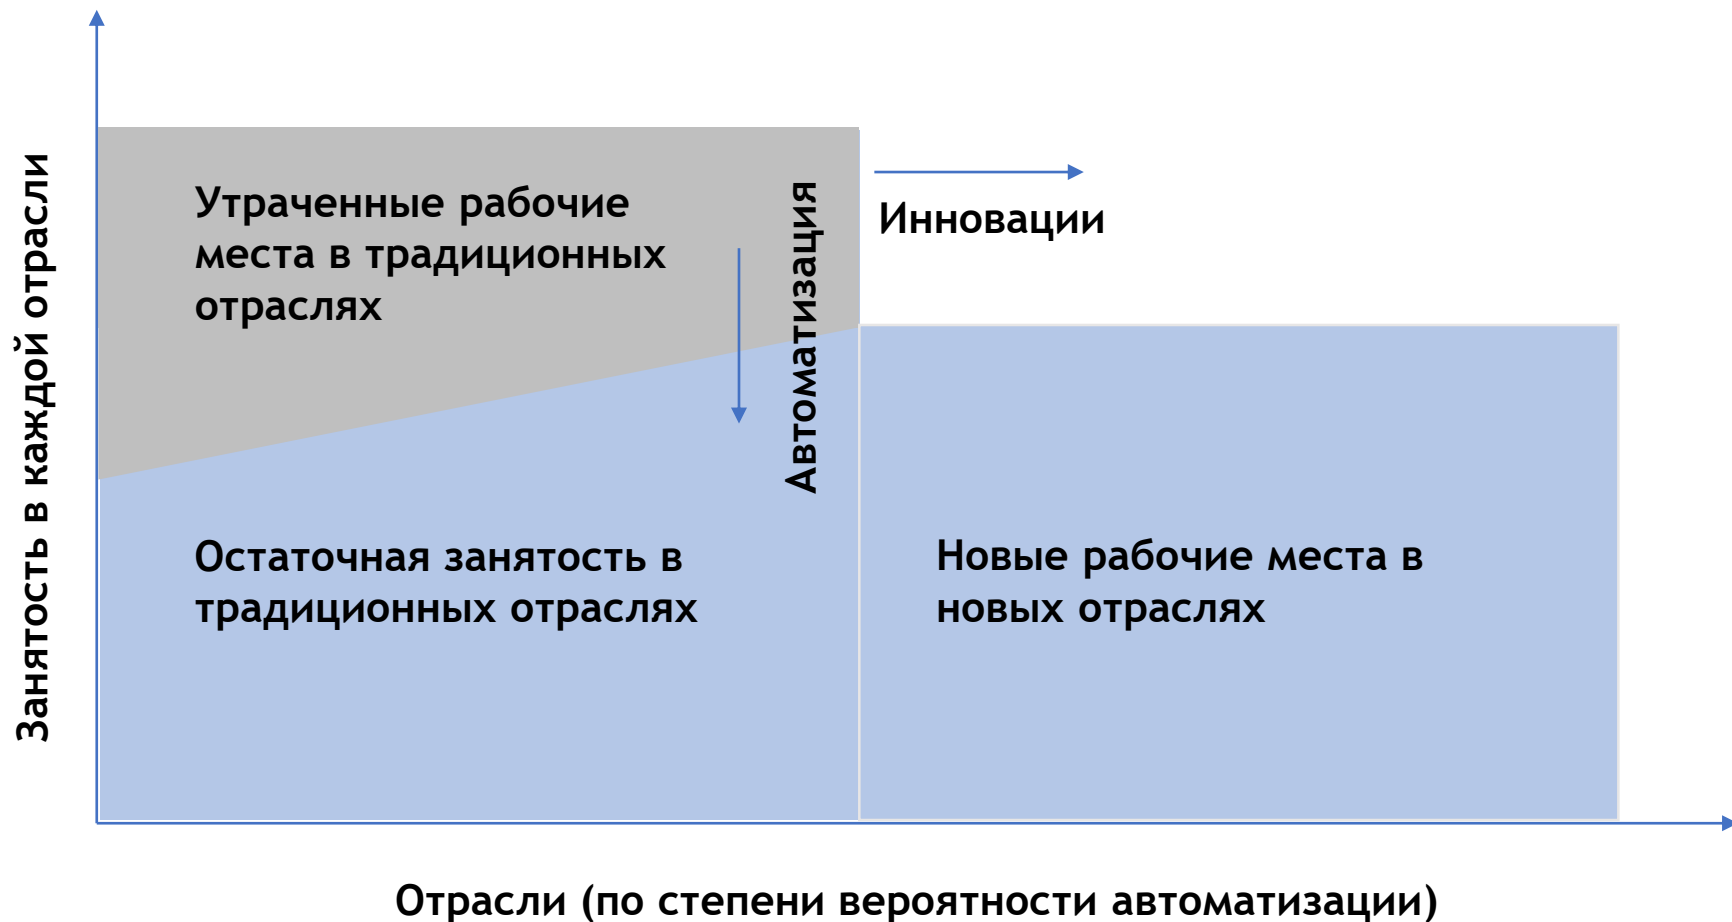 Занятость в каждой отрасли
Утраченные рабочие
места в традиционных
отраслях
Автоматизация
Инновации
Остаточная занятость в
традиционных отраслях
Новые рабочие места в
новых отраслях
Отрасли (по степени вероятности автоматизации)